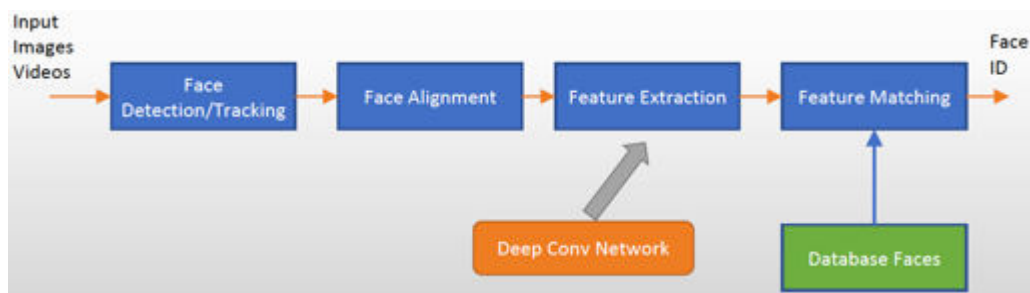 Input
Images
Videos
Face
Detection/Tracking
Face Alignment
Feature Extraction
Feature Matching
Face
ID
Deep Conv Network
Database Faces